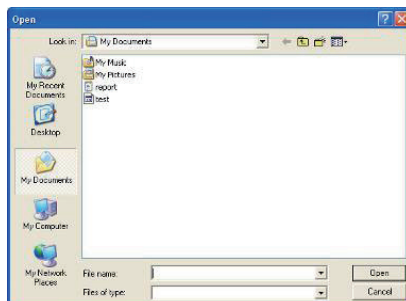 Open
Look in: My Documents
My Music
My Pictures
report
test
My Recent
Documents
Desktop
My Documents
My Computer
My Network
Places
File name:
Open
Files of type:
Cancel